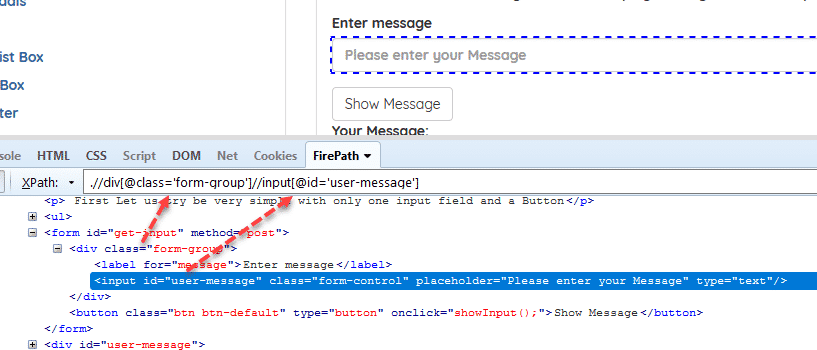 Enter message
Please enter your Message
ist Box
Box
Show Message
ter
Your Message:
sole HTML CSS Script DOM Net Cookies FirePath
XPath: .//div[@class='form-group']//input[@id='user-message']
<p> First Let us try be very simple with only one input field and a Button</p>
<ul>
<form id="get-input" method="post">
<div class="form-group">
<label for="message">Enter message</label>
<input id="user-message" class="form-control" placeholder="Please enter your Message" type="text"/>
</div>
<button class="btn btn-default" type="button" onclick="showInput();">Show Message</button>
</form>
<div id="user-message">